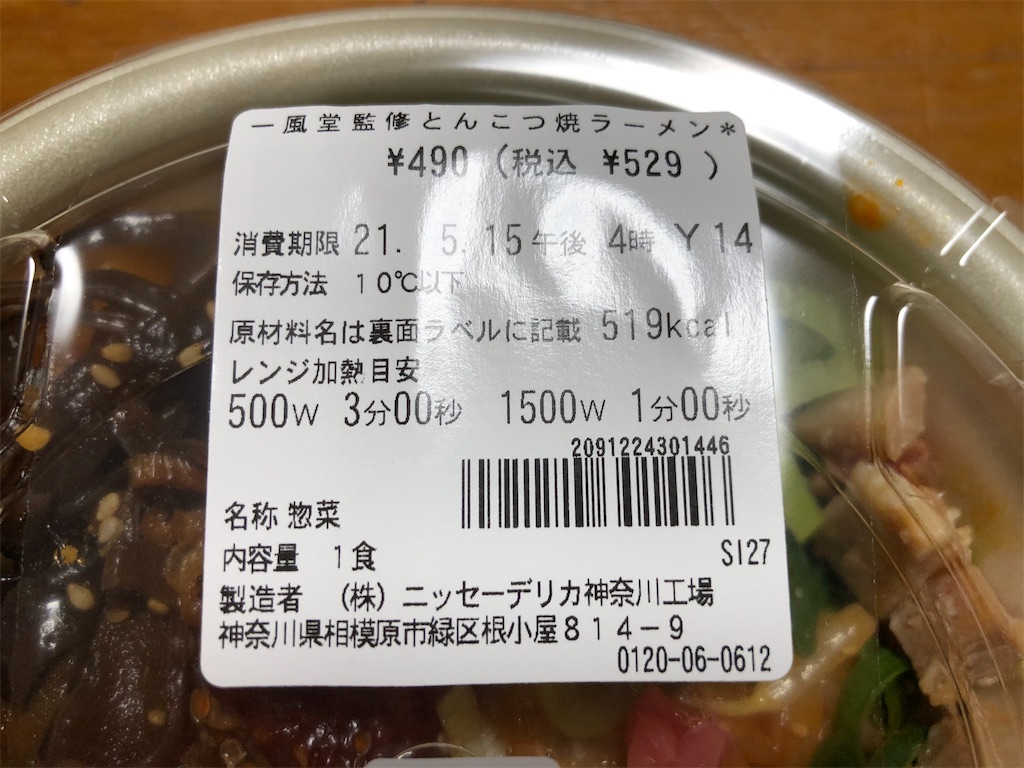 一風堂監修とんこつ焼ラーメン*
¥490 (税込 ¥529 )
消費期限 21. 5.15午後 4時 Y 14
保存方法 10℃以下
原材料名は裏面ラベルに記載 519kcal
レンジ加熱目安
500W 3分00秒 1500W 1分00秒
2091224301446
名称 惣菜
内容量 1食 SI27
製造者 (株) ニッセーデリカ神奈川工場
神奈川県相模原市緑区根小屋814-9
0120-06-0612